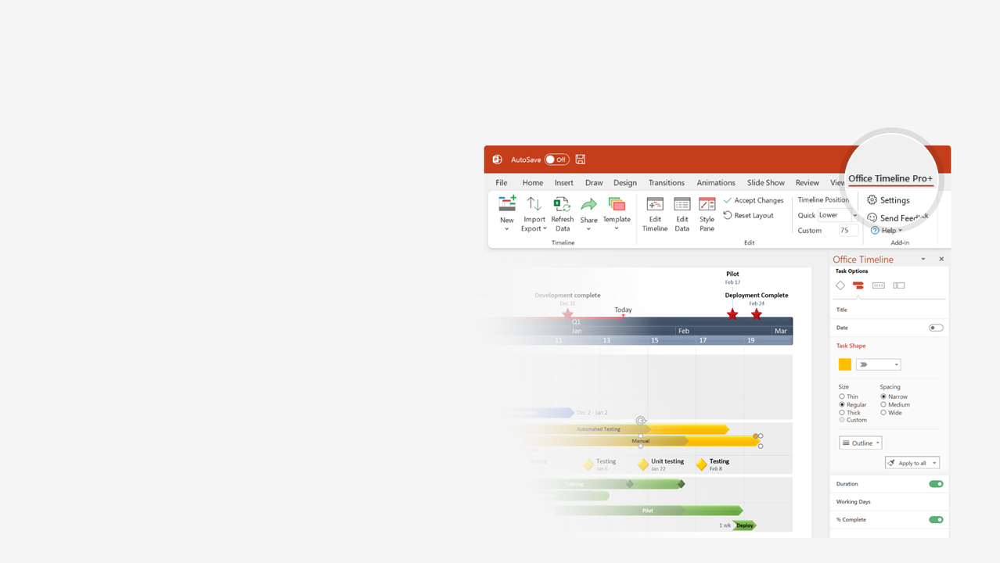 AutoSave Off
File Home Insert Draw Design Transitions Animations Slide Show Review View Office Timeline Pro+
New Import Export Refresh Data Share Template
Timeline
Edit Timeline Edit Data Style Pane
Accept Changes
Reset Layout
Edit
Timeline Position
Quick Lower
Custom 75
Settings
Send Feedback
Help
Add-In
Pilot
Feb 17
Development complete
Dec 31
Deployment Complete
Feb 24
Today
Q1
Jan Feb Mar
11 13 15 17 19
Dec 2 - Jan 2
Automated Testing
Manual
Testing
Jan 6
Unit testing
Jan 22
Testing
Feb 8
Training
Pilot
1 wk Deploy
Office Timeline
Task Options
Title
Date
Task Shape
Size Spacing
Thin Narrow
Regular Medium
Thick Wide
Custom
Outline
Apply to all
Duration
Working Days
% Complete